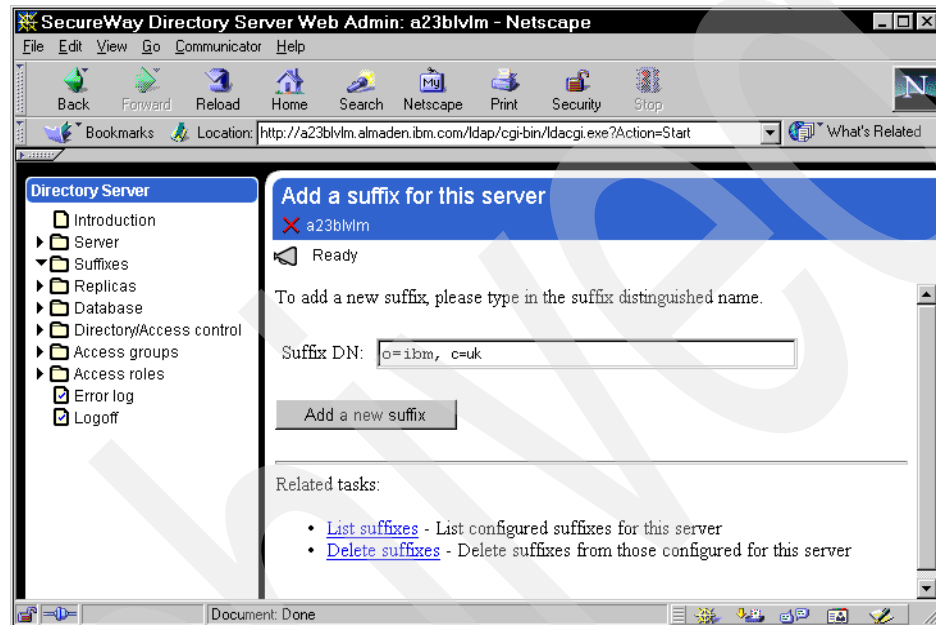 SecureWay Directory Server Web Admin: a23blvlm - Netscape
File Edit View Go Communicator Help
Back Forward Reload Home Search Netscape Print Security Stop
My
N
Bookmarks Location: http://a23blvlm.almaden.ibm.com/ldap/cgi-bin/ldacgi.exe?Action=Start What's Related
Directory Server
Introduction
Server
Suffixes
Replicas
Database
Directory/Access control
Access groups
Access roles
Error log
Logoff
Add a suffix for this server
a23blvlm
Ready
To add a new suffix, please type in the suffix distinguished name.
Suffix DN: o=ibm, c=uk
Add a new suffix
Related tasks:
• List suffixes - List configured suffixes for this server
• Delete suffixes - Delete suffixes from those configured for this server
Document: Done